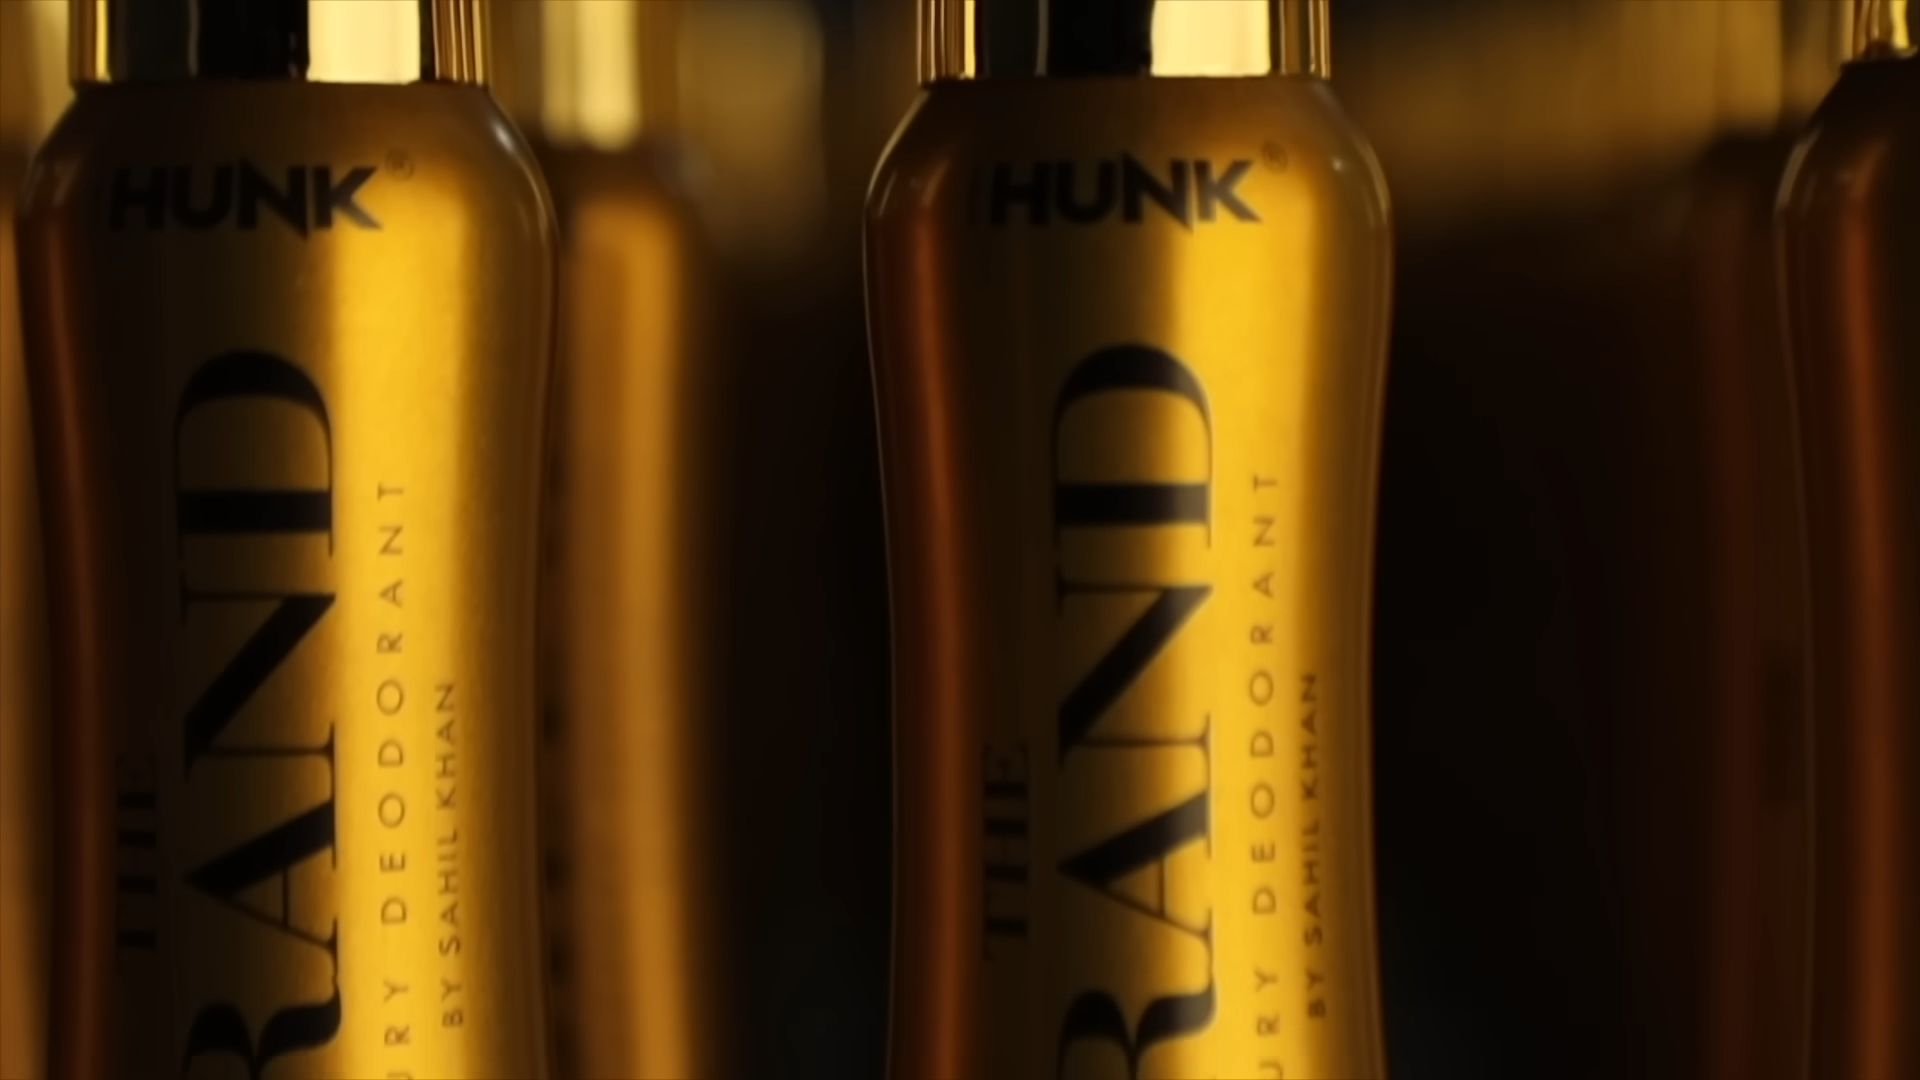 HUNK®
THE
RAND
URY DEODORANT
BY SAHIL KHAN
HUNK®
THE
RAND
URY DEODORANT
BY SAHIL KHAN